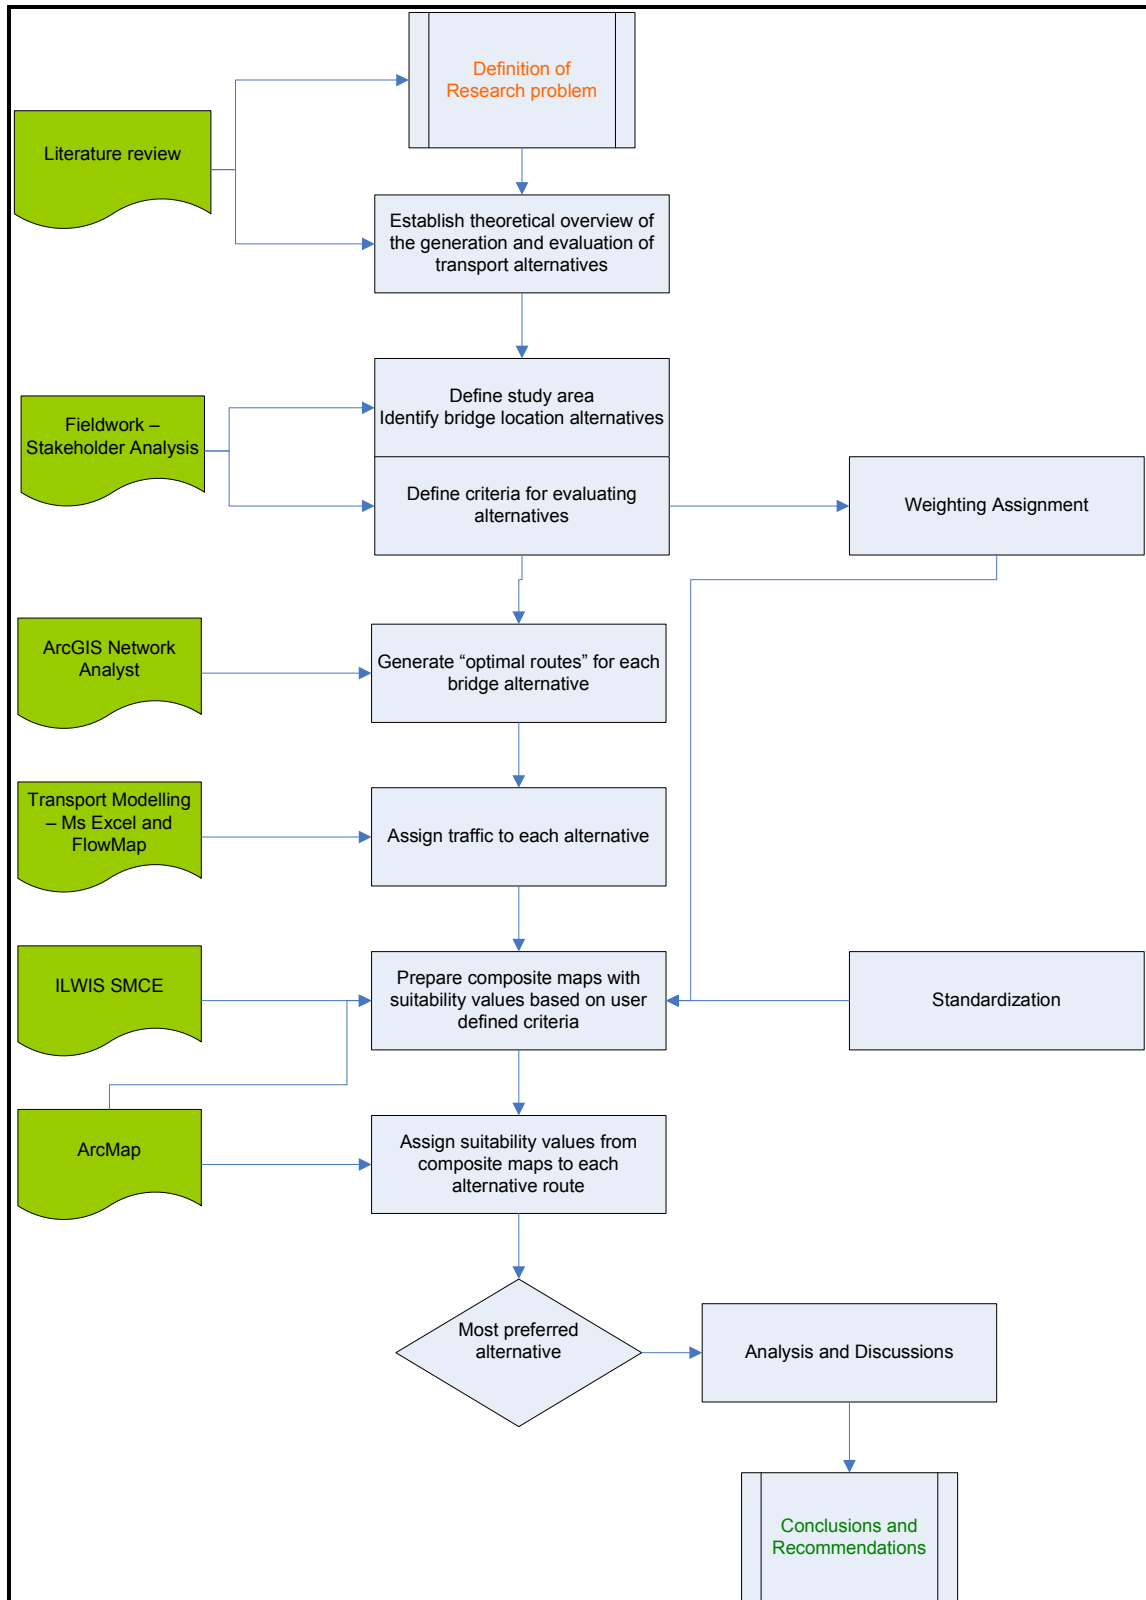 Definition of
Research problem
Literature review
Establish theoretical overview of
the generation and evaluation of
transport alternatives
Define study area
Identify bridge location alternatives
Fieldwork –
Stakeholder Analysis
Define criteria for evaluating
alternatives
Weighting Assignment
ArcGIS Network
Analyst
Generate “optimal routes” for each
bridge alternative
Transport Modelling
– Ms Excel and
FlowMap
Assign traffic to each alternative
ILWIS SMCE
Prepare composite maps with
suitability values based on user
defined criteria
Standardization
ArcMap
Assign suitability values from
composite maps to each
alternative route
Most preferred
alternative
Analysis and Discussions
Conclusions and
Recommendations